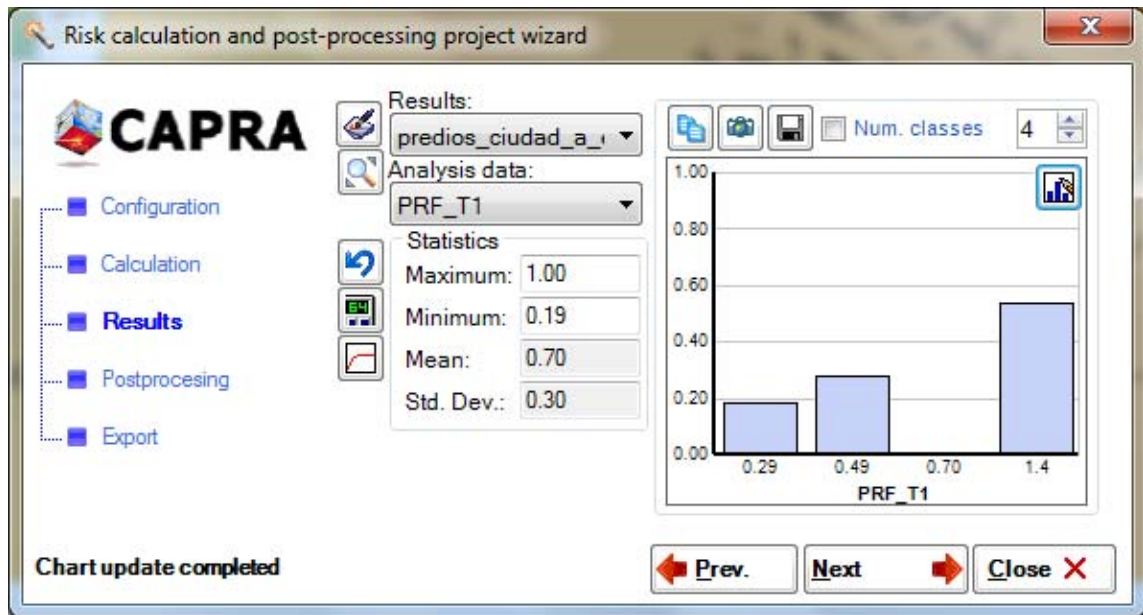 Risk calculation and post-processing project wizard
CAPRA
Configuration
Calculation
Results
Postprocesing
Export
Results:
predios_ciudad_a_
Analysis data:
PRF_T1
Statistics
Maximum: 1.00
Minimum: 0.19
Mean: 0.70
Std. Dev.: 0.30
Num. classes 4
1.00
0.80
0.60
0.40
0.20
0.00
0.29 0.49 0.70 1.4
PRF_T1
Chart update completed
Prev. Next Close